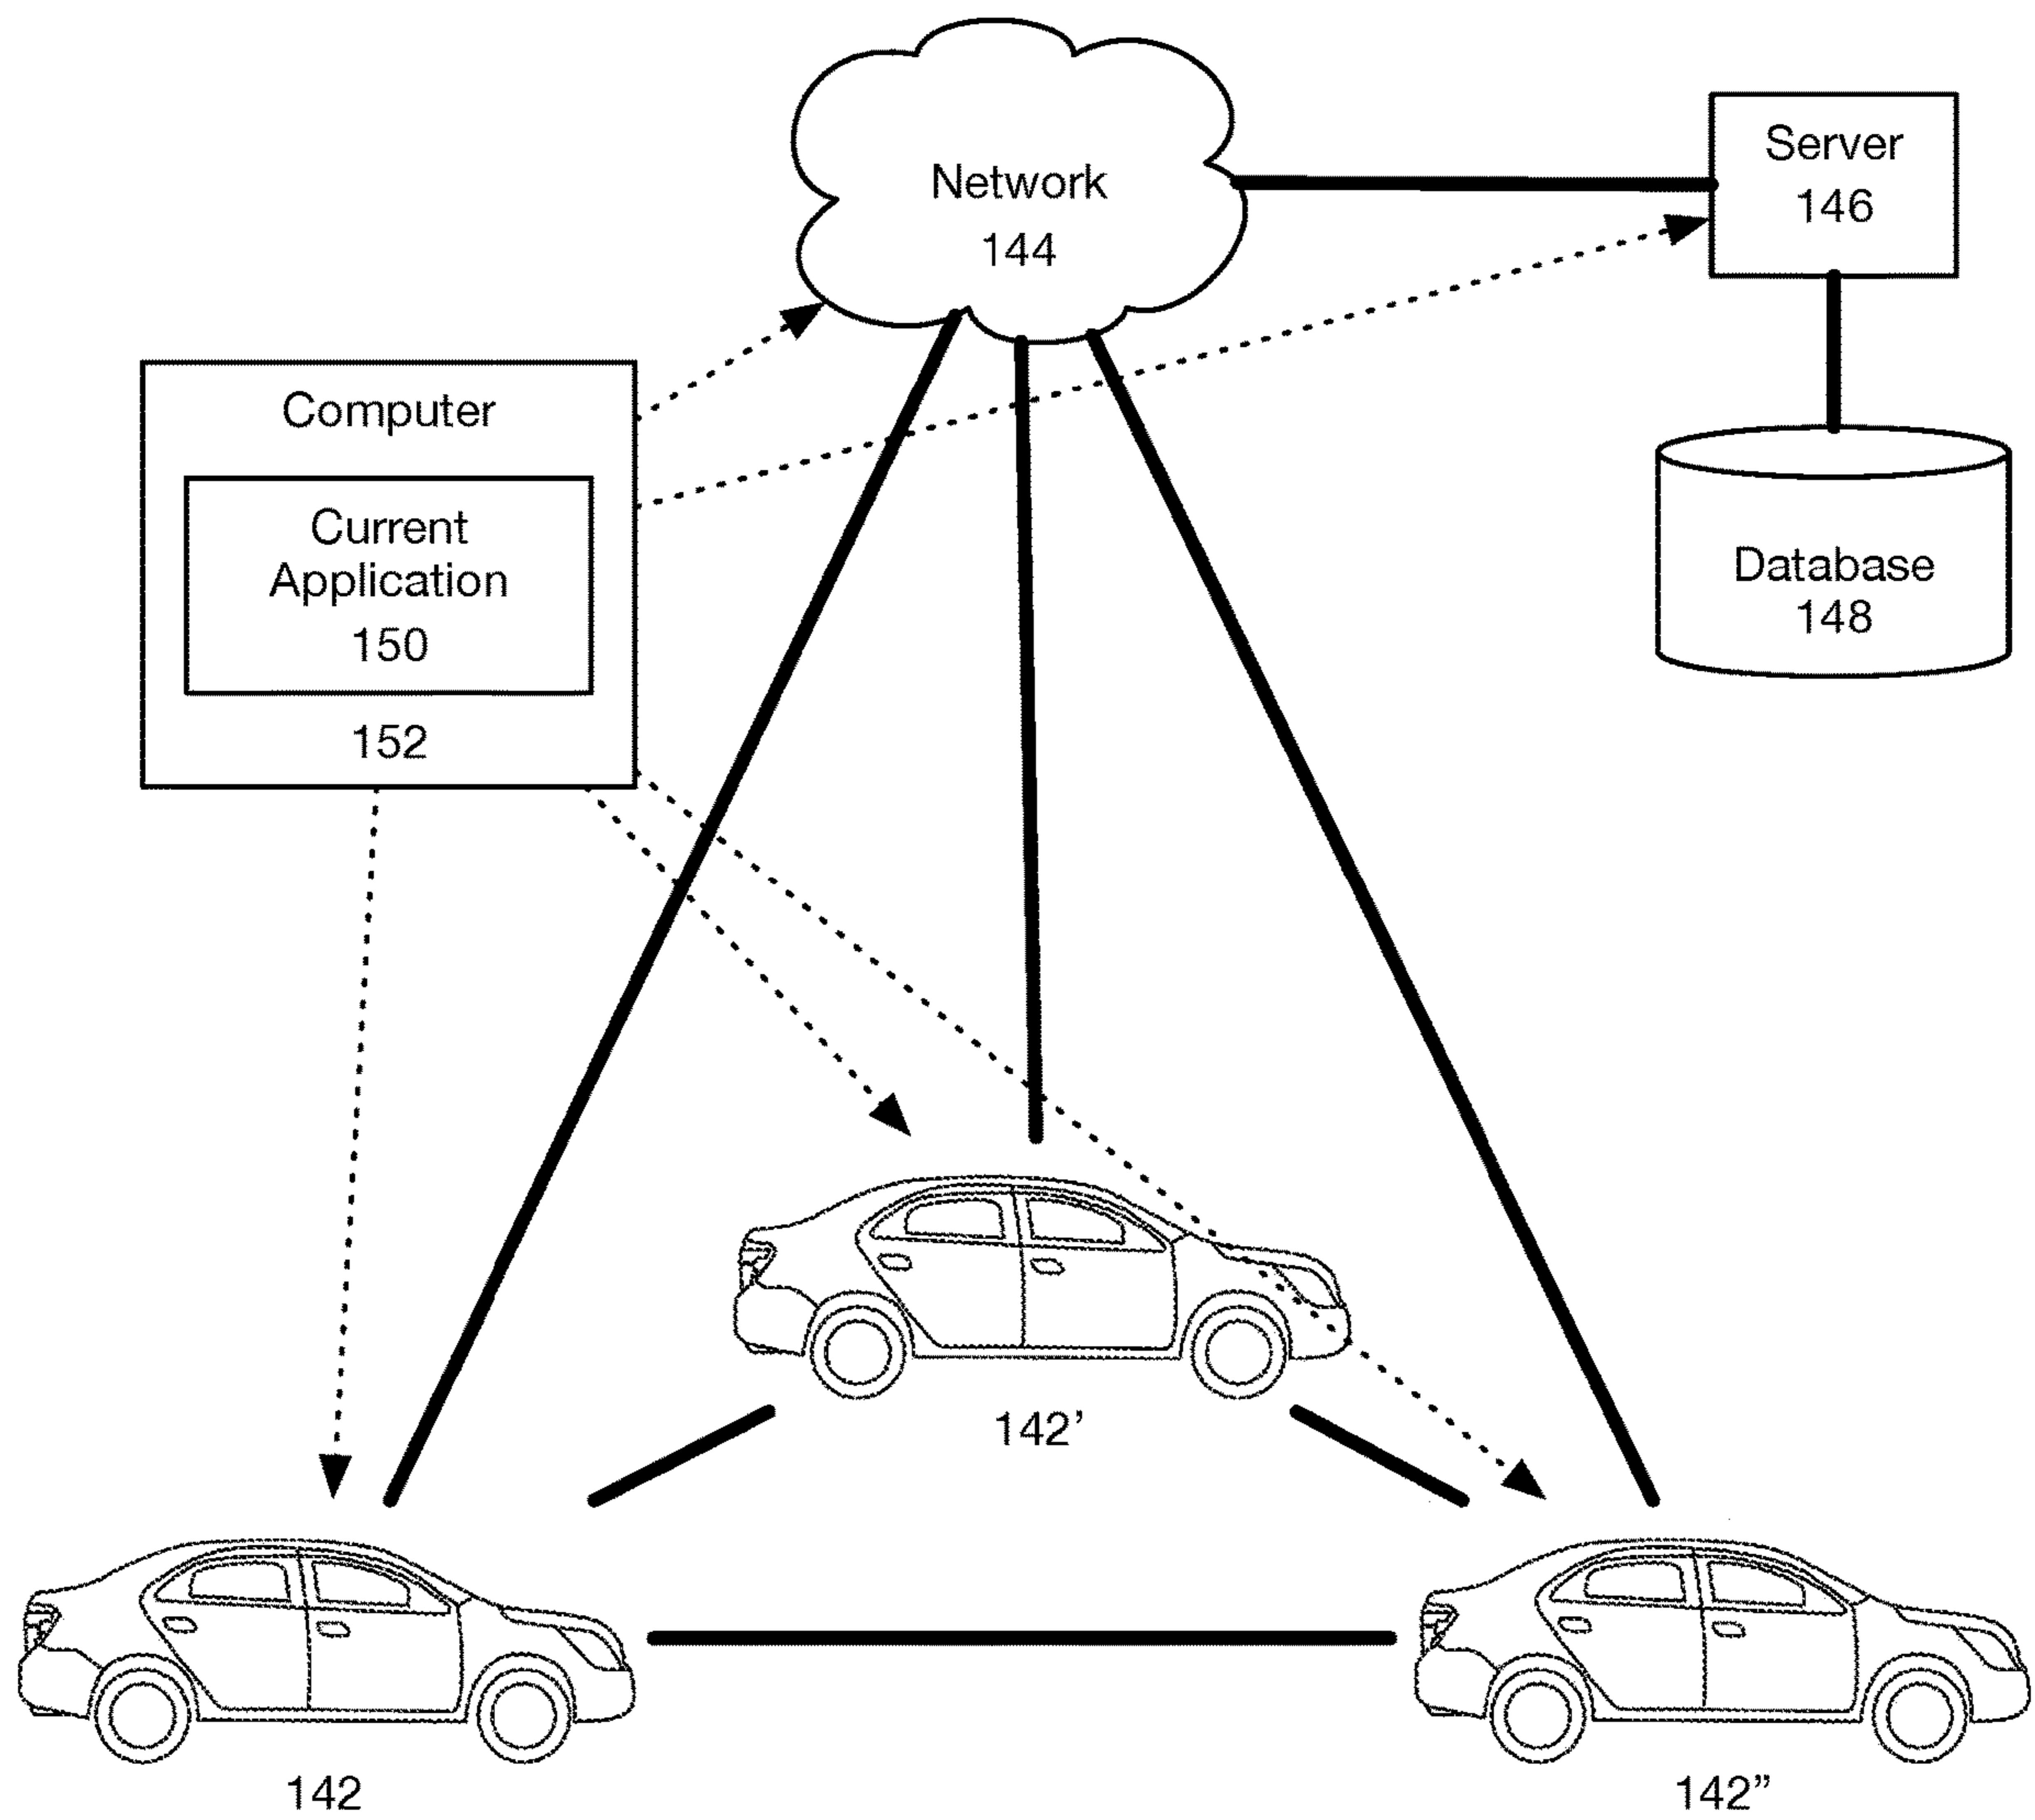 Network
144
Server
146
Computer
Current
Application
150
152
Database
148
142’
142
142”